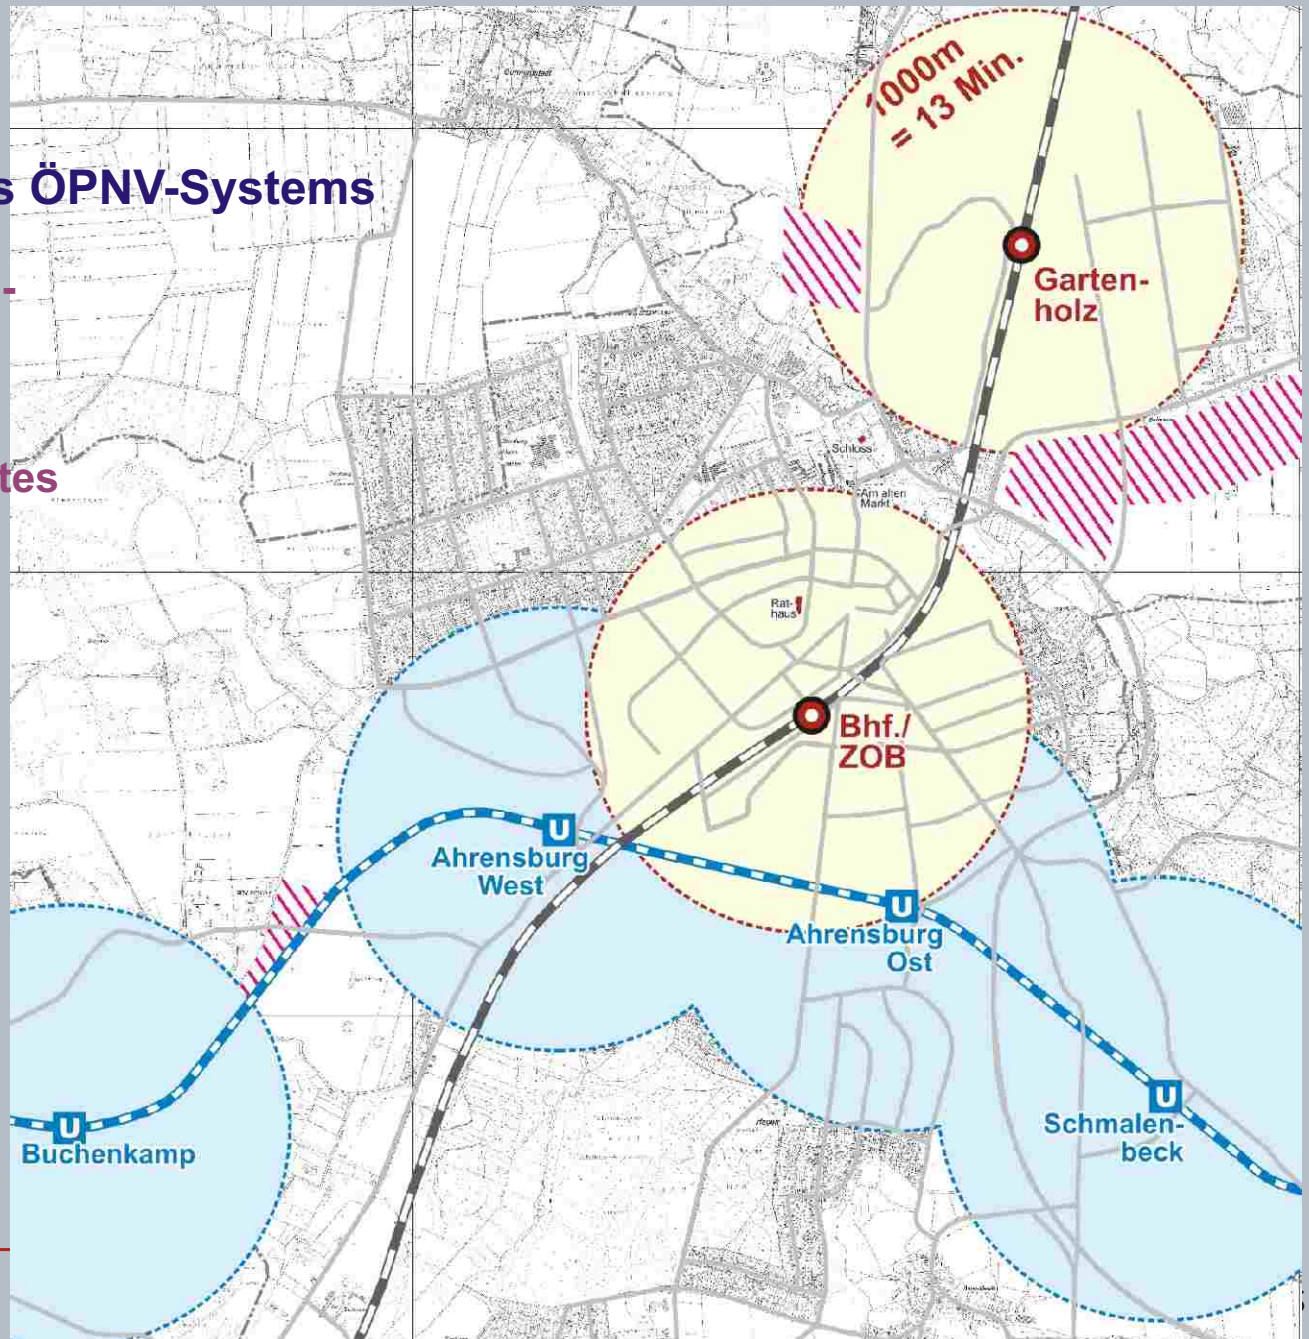 1000m
= 13 Min.
s ÖPNV-Systems
-
tes
Garten-
holz
Schloss
Am alten
Markt
Rat-
haus
Bhf./
ZOB
U
Ahrensburg
West
U
Ahrensburg
Ost
U
Buchenkamp
U
Schmalen-
beck